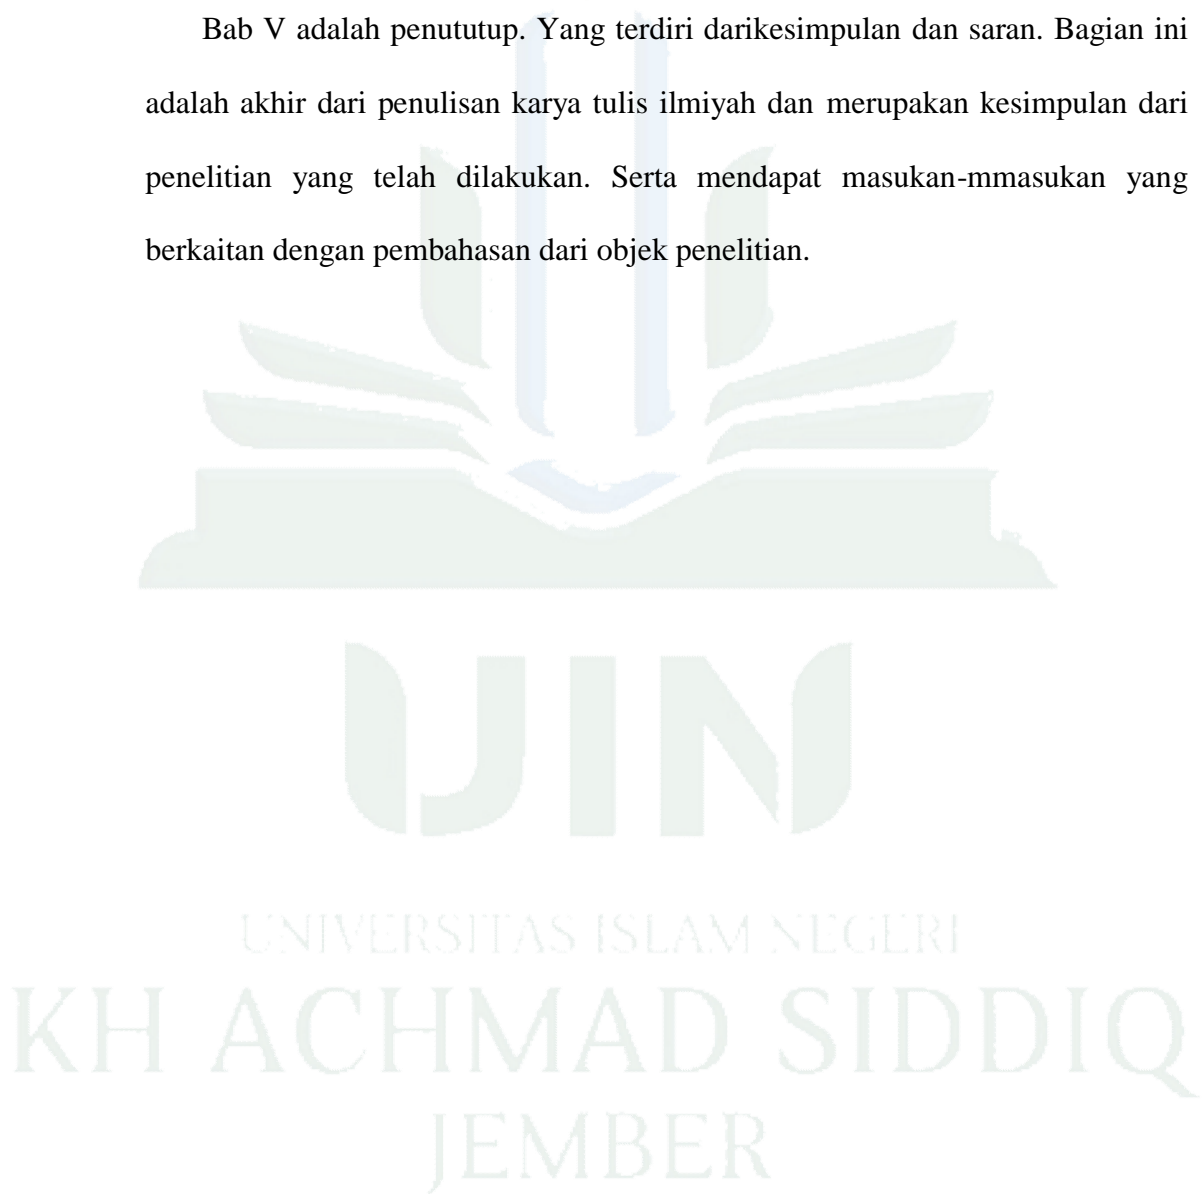 Bab V adalah penututup. Yang terdiri darikesimpulan dan saran. Bagian ini
adalah akhir dari penulisan karya tulis ilmiyah dan merupakan kesimpulan dari
penelitian yang telah dilakukan. Serta mendapat masukan-mmasukan yang
berkaitan dengan pembahasan dari objek penelitian.
UIN
UNIVERSITAS ISLAM NEGERI
KH ACHMAD SIDDIQ
JEMBER